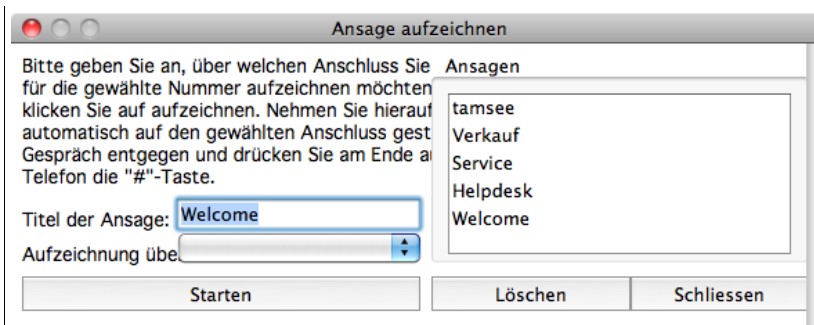 Ansage aufzeichnen
Bitte geben Sie an, über welchen Anschluss Sie
für die gewählte Nummer aufzeichnen möchten
klicken Sie auf aufzeichnen. Nehmen Sie hierauf
automatisch auf den gewählten Anschluss gest
Gespräch entgegen und drücken Sie am Ende a
Telefon die "#"-Taste.
Titel der Ansage:
Welcome
Aufzeichnung übe
Starten
Ansagen
tamsee
Verkauf
Service
Helpdesk
Welcome
Löschen
Schliessen